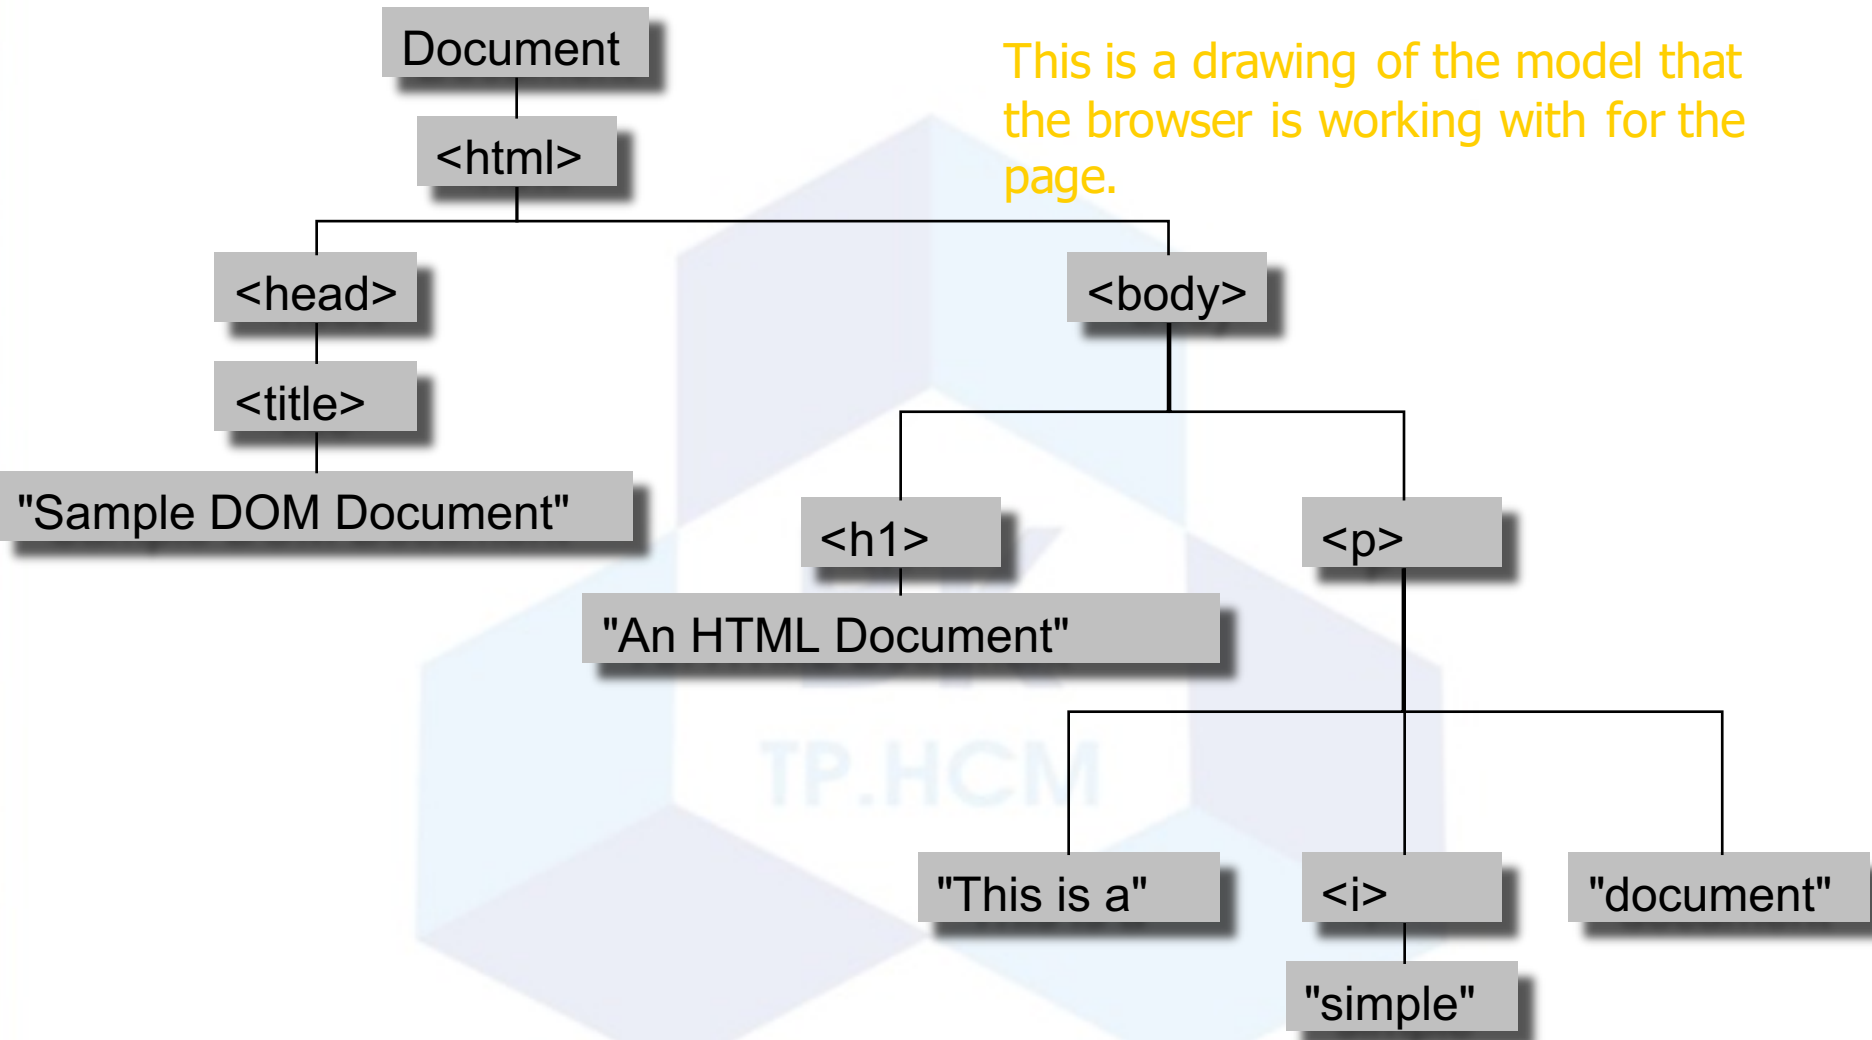 Document
This is a drawing of the model that
the browser is working with for the
page.
<html>
<head>
<body>
<title>
"Sample DOM Document"
<h1>
<p>
"An HTML Document"
TP.HCM
"This is a"
<i>
"document"
"simple"